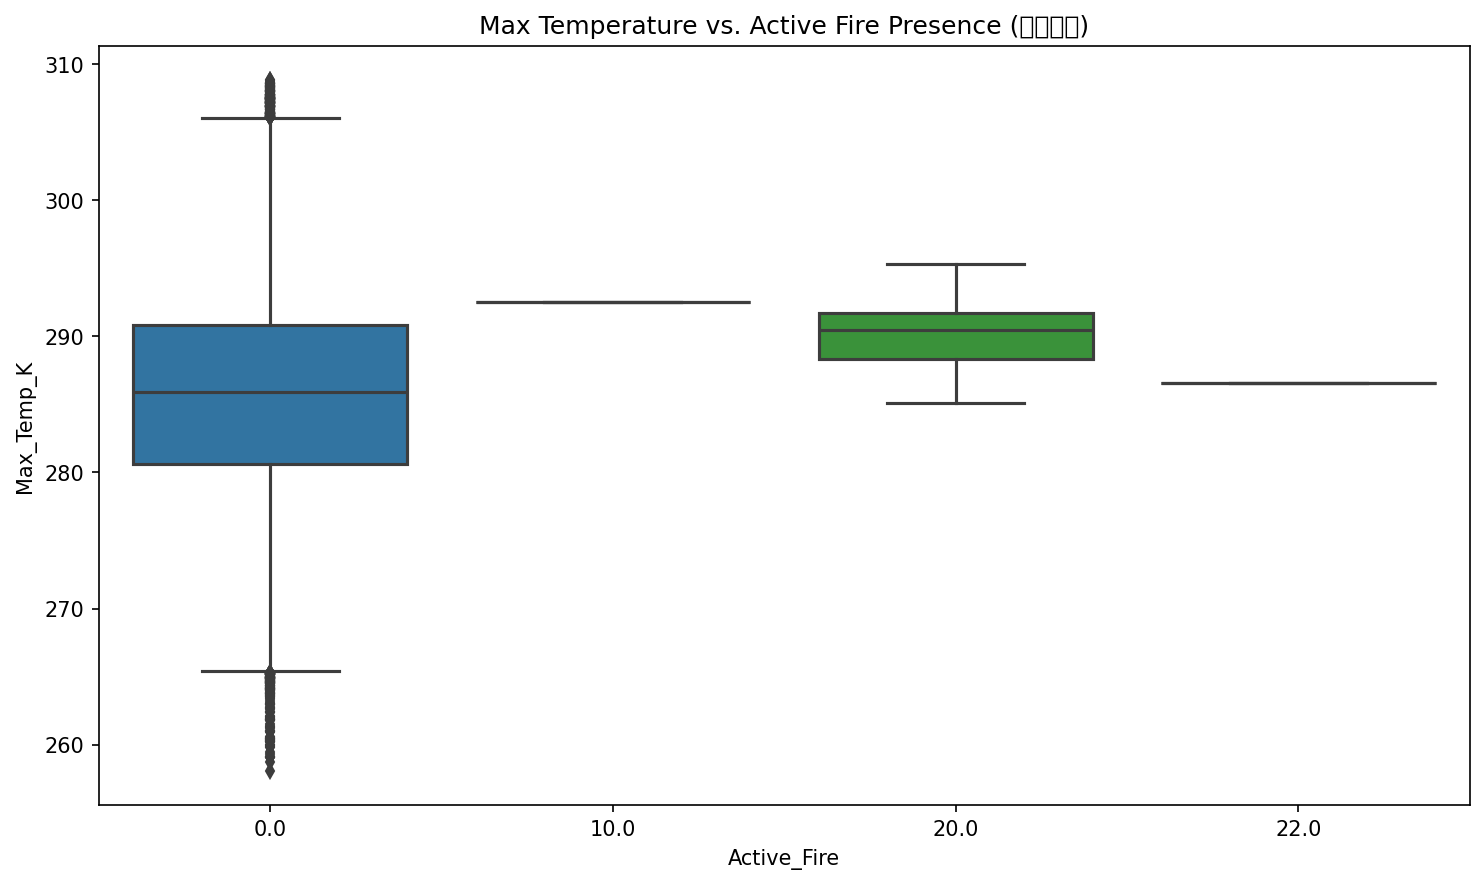 Max Temperature vs. Active Fire Presence (▯▯▯▯)
310
300
290
280
270
260
Max_Temp_K
0.0 10.0 20.0 22.0
Active_Fire